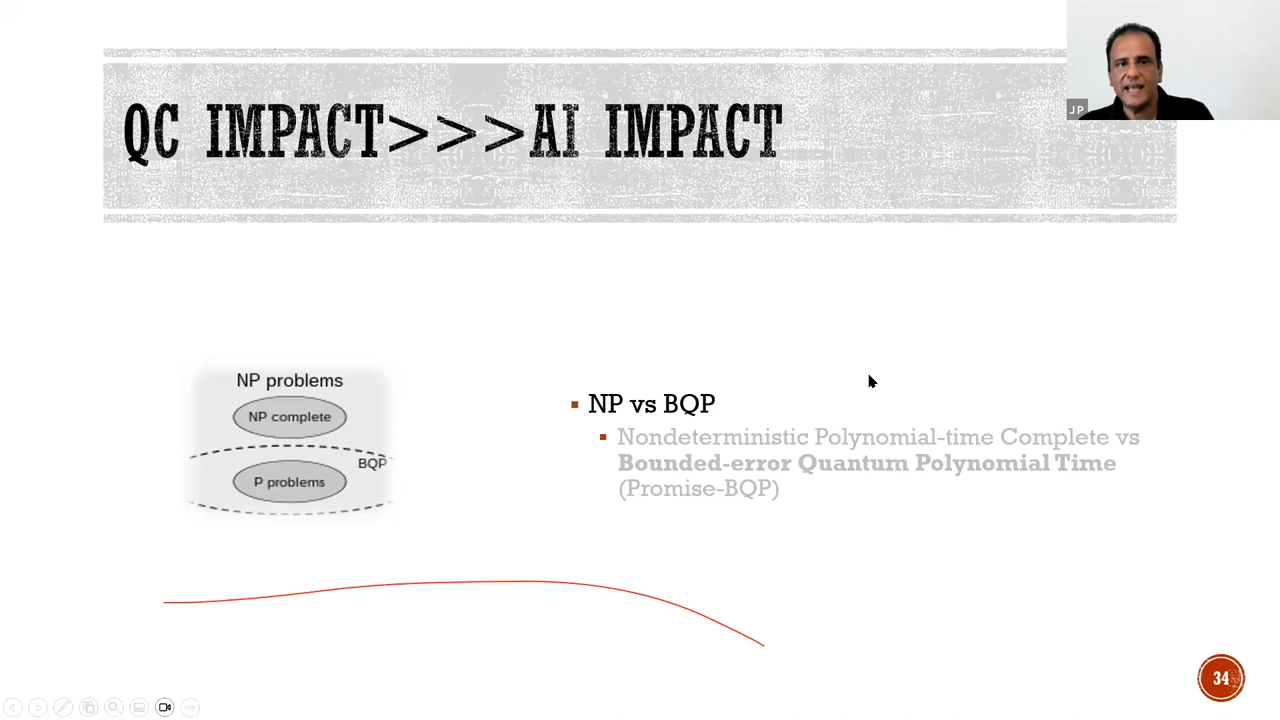 JP
QC IMPACT>>>AI IMPACT
NP problems
NP complete
BQP
P problems
NP vs BQP
Nondeterministic Polynomial-time Complete vs
Bounded-error Quantum Polynomial Time
(Promise-BQP)
34